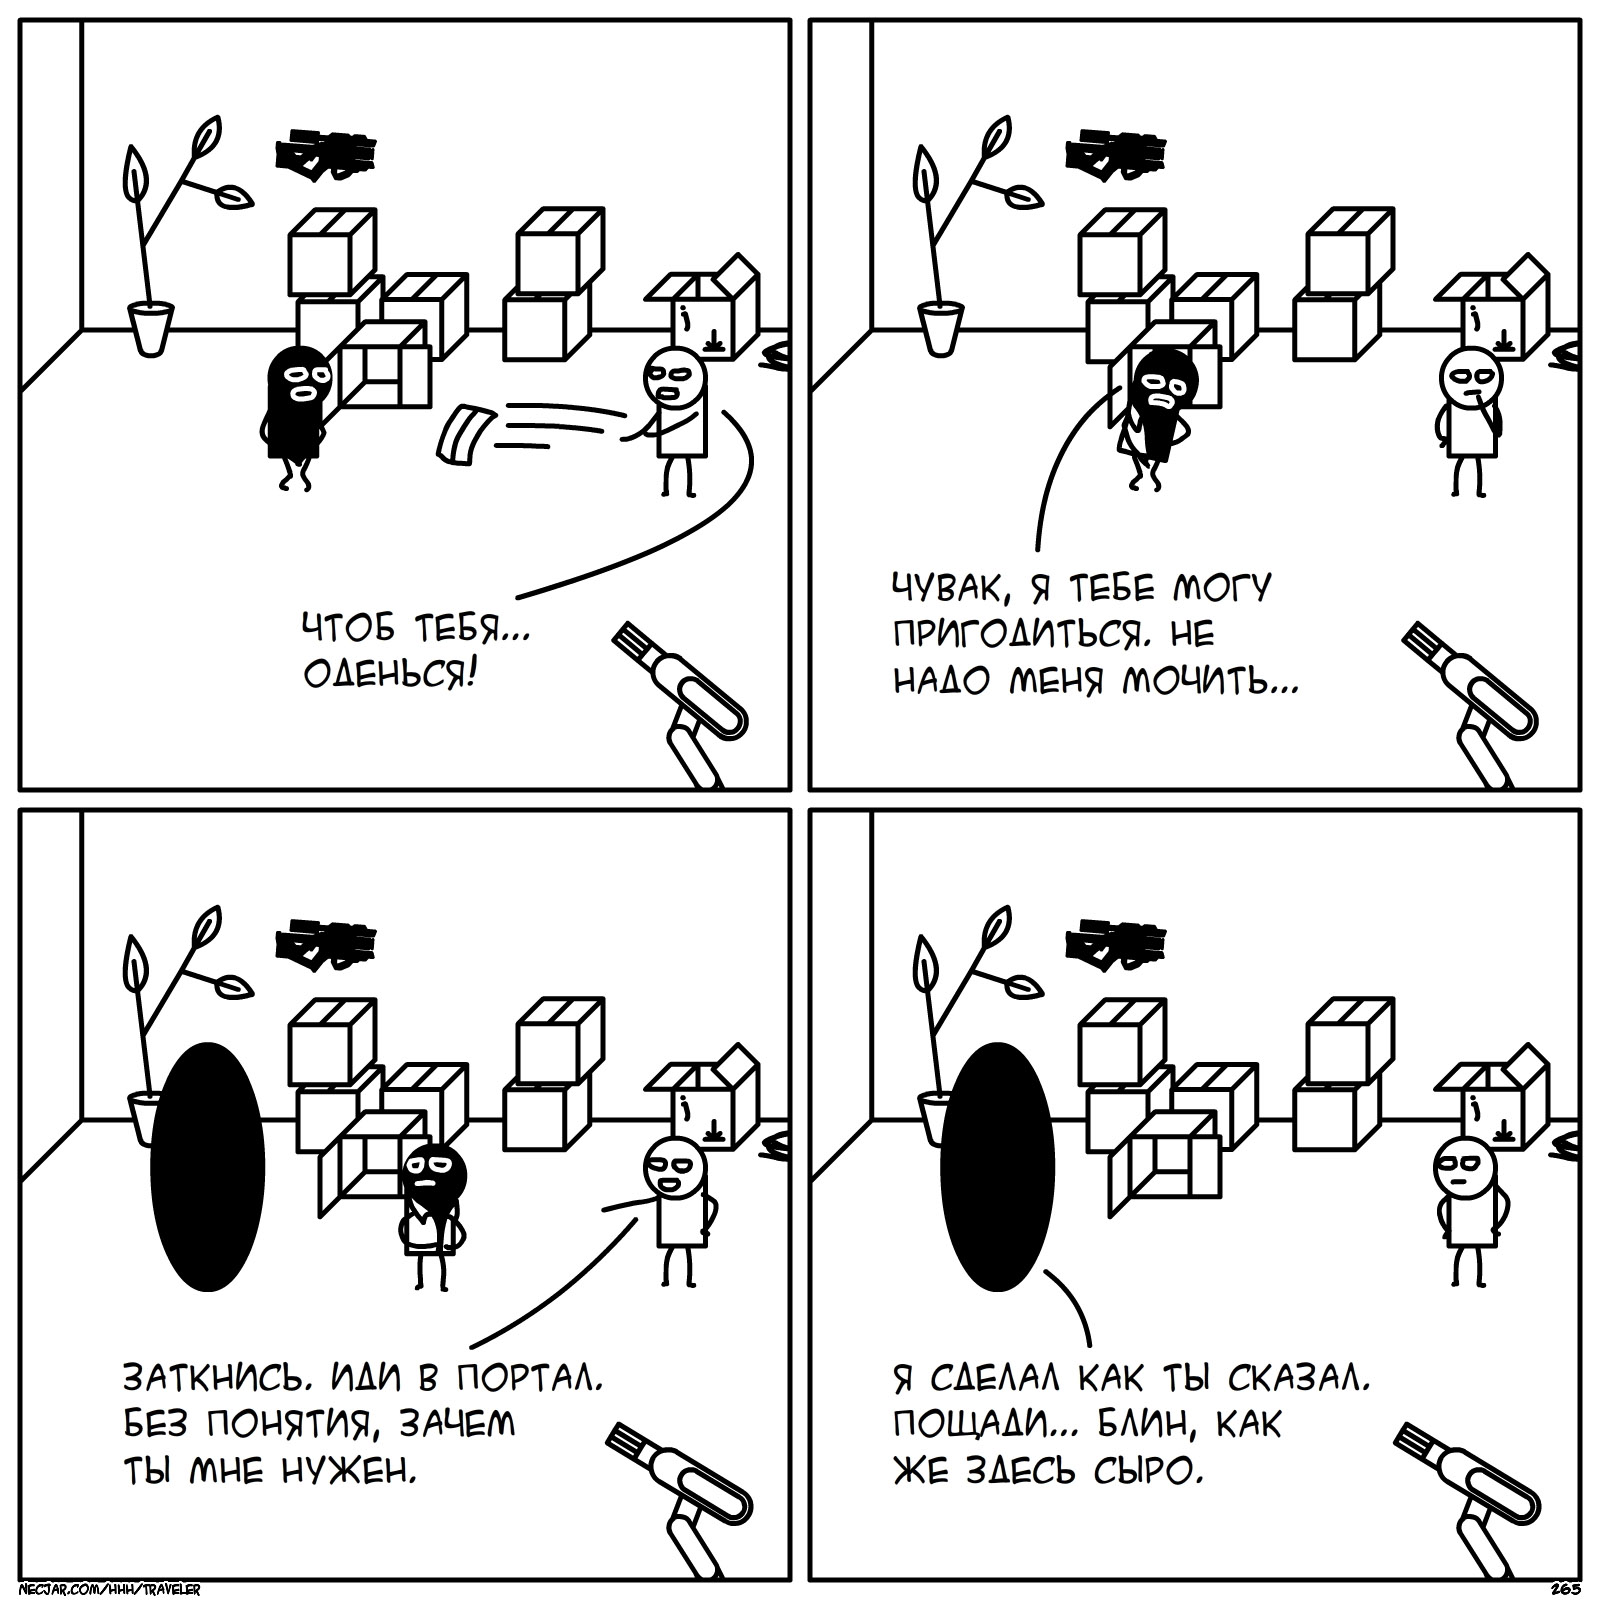 ЧТОБ ТЕБЯ...
ОДЕНЬСЯ!
ЧУВАК, Я ТЕБЕ МОГУ
ПРИГОДИТЬСЯ. НЕ
НАДО МЕНЯ МОЧИТЬ...
ЗАТКНИСЬ. ИДИ В ПОРТАЛ.
БЕЗ ПОНЯТИЯ, ЗАЧЕМ
ТЫ МНЕ НУЖЕН.
Я СДЕЛАЛ КАК ТЫ СКАЗАЛ.
ПОЩАДИ... БЛИН, КАК
ЖЕ ЗДЕСЬ СЫРО.
NECJAR.COM/HHH/TRAVELER
265